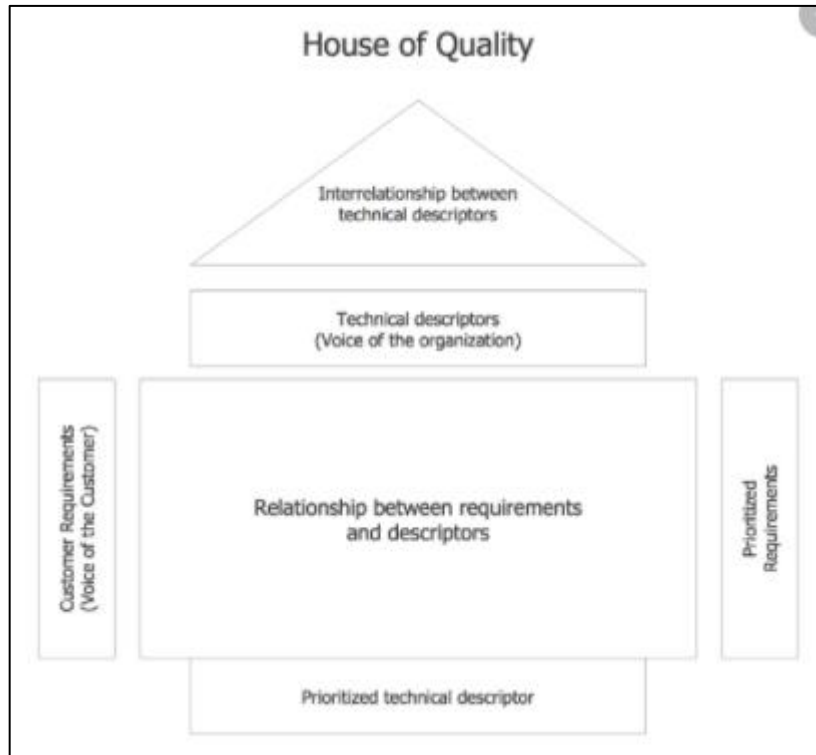 House of Quality
Interrelationship between
technical descriptors
Technical descriptors
(Voice of the organization)
Customer Requirements
(Voice of the Customer)
Relationship between requirements
and descriptors
Prioritized
Requirements
Prioritized technical descriptor